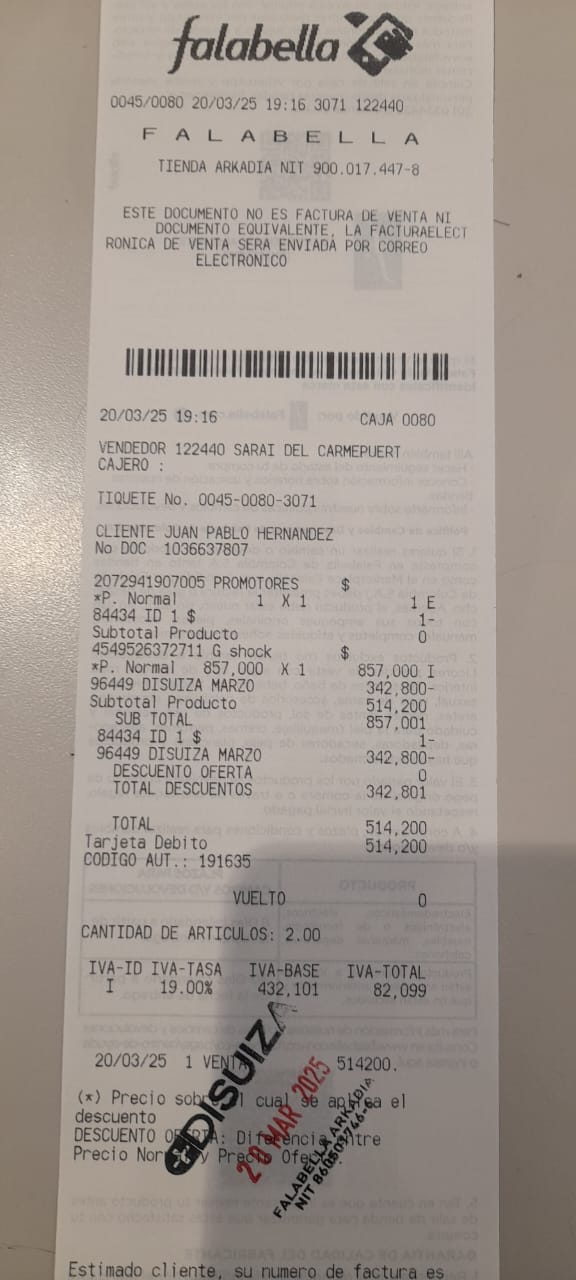 falabella
0045/0080 20/03/25 19:16 3071 122440
F A L A B E L L A
TIENDA ARKADIA NIT 900.017.447-8
ESTE DOCUMENTO NO ES FACTURA DE VENTA NI
DOCUMENTO EQUIVALENTE, LA FACTURAELECT
RONICA DE VENTA SERA ENVIADA POR CORREO
ELECTRONICO
20/03/25 19:16 CAJA 0080
VENDEDOR 122440 SARAI DEL CARMEPUERT
CAJERO :
TIQUETE No. 0045-0080-3071
CLIENTE JUAN PABLO HERNANDEZ
No DOC 1036637807
2072941907005 PROMOTORES $
*P. Normal 1 X 1 1 E
84434 ID 1 $ 1-
Subtotal Producto 0
4549526372711 G shock $
*P. Normal 857,000 X 1 857,000 I
96449 DISUIZA MARZO 342,800-
Subtotal Producto 514,200
SUB TOTAL 857,001
84434 ID 1 $ 1-
96449 DISUIZA MARZO 342,800-
DESCUENTO OFERTA 0
TOTAL DESCUENTOS 342,801
TOTAL 514,200
Tarjeta Debito 514,200
CODIGO AUT.: 191635
VUELTO 0
CANTIDAD DE ARTICULOS: 2.00
IVA-ID IVA-TASA IVA-BASE IVA-TOTAL
I 19.00% 432,101 82,099
20/03/25 1 VENTA 514200.
(*) Precio sobre el cual se aplica el
descuento
DESCUENTO OFERTA: Diferencia entre
Precio Normal y Precio Oferta.
DISUIZA
20 MAR 2025
FALABELLA ARKADIA
Estimado cliente, su numero de factura es